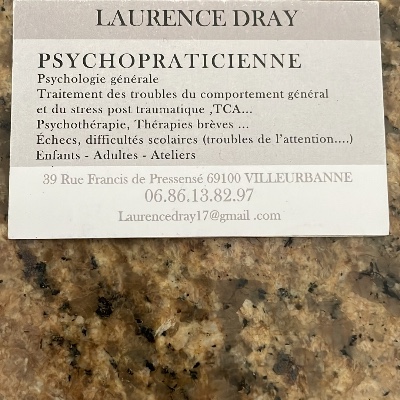 LAURENCE DRAY
PSYCHOPRATICIENNE
Psychologie générale
Traitement des troubles du comportement général
et du stress post traumatique ,TCA...
Psychothérapie, Thérapies brèves ...
Échecs, difficultés scolaires (troubles de l'attention....)
Enfants - Adultes - Ateliers
39 Rue Francis de Pressensé 69100 VILLEURBANNE
06.86.13.82.97
Laurencedray17@gmail .com